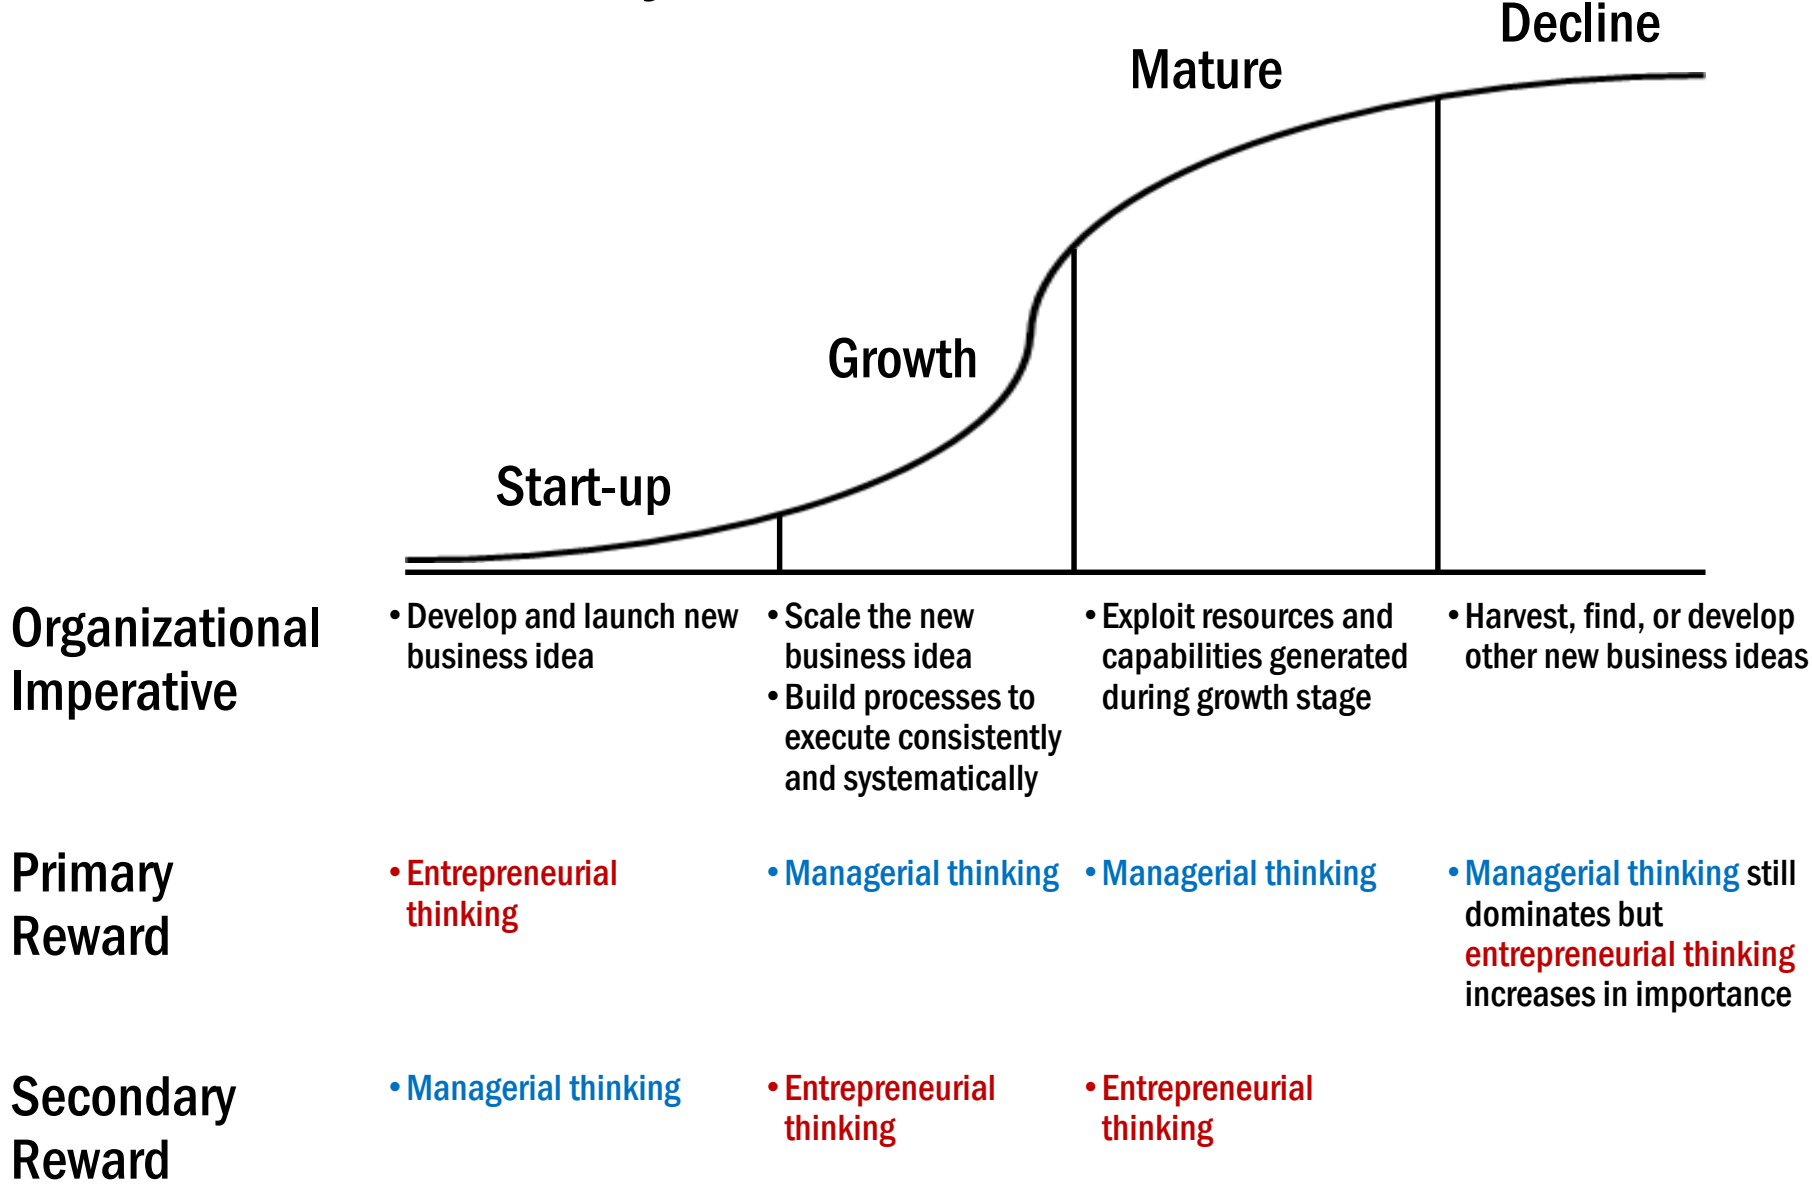 Decline
Mature
Growth
Start-up
Organizational
Imperative
• Develop and launch new
business idea
• Scale the new
business idea
• Build processes to
execute consistently
and systematically
• Exploit resources and
capabilities generated
during growth stage
• Harvest, find, or develop
other new business ideas
Primary
Reward
• Entrepreneurial
thinking
• Managerial thinking
• Managerial thinking
• Managerial thinking still
dominates but
entrepreneurial thinking
increases in importance
Secondary
Reward
• Managerial thinking
• Entrepreneurial
thinking
• Entrepreneurial
thinking